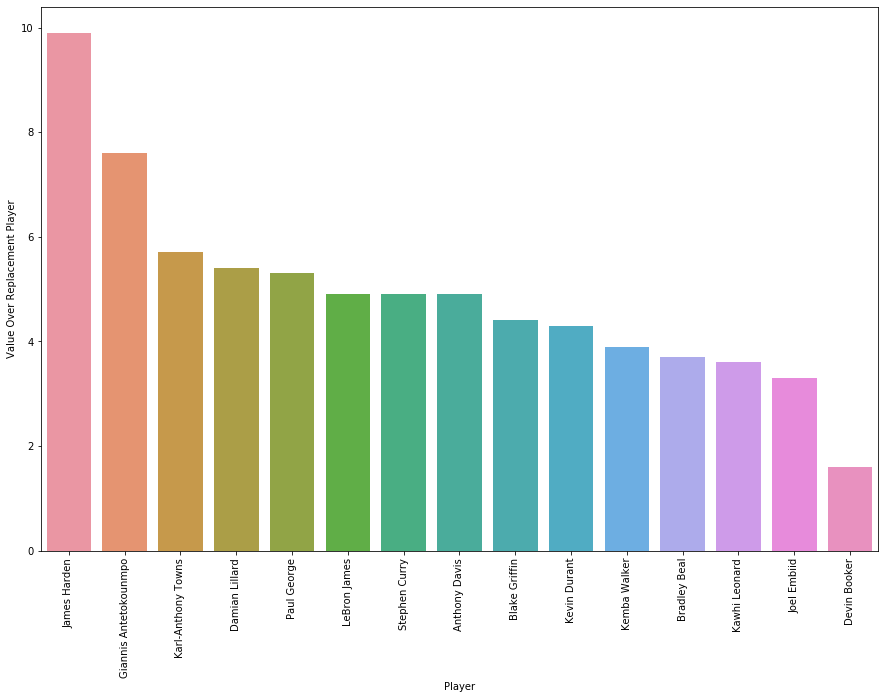 10
8
6
4
2
0
Value Over Replacement Player
James Harden
Giannis Antetokounmpo
Karl-Anthony Towns
Damian Lillard
Paul George
LeBron James
Stephen Curry
Anthony Davis
Blake Griffin
Kevin Durant
Kemba Walker
Bradley Beal
Kawhi Leonard
Joel Embiid
Devin Booker
Player